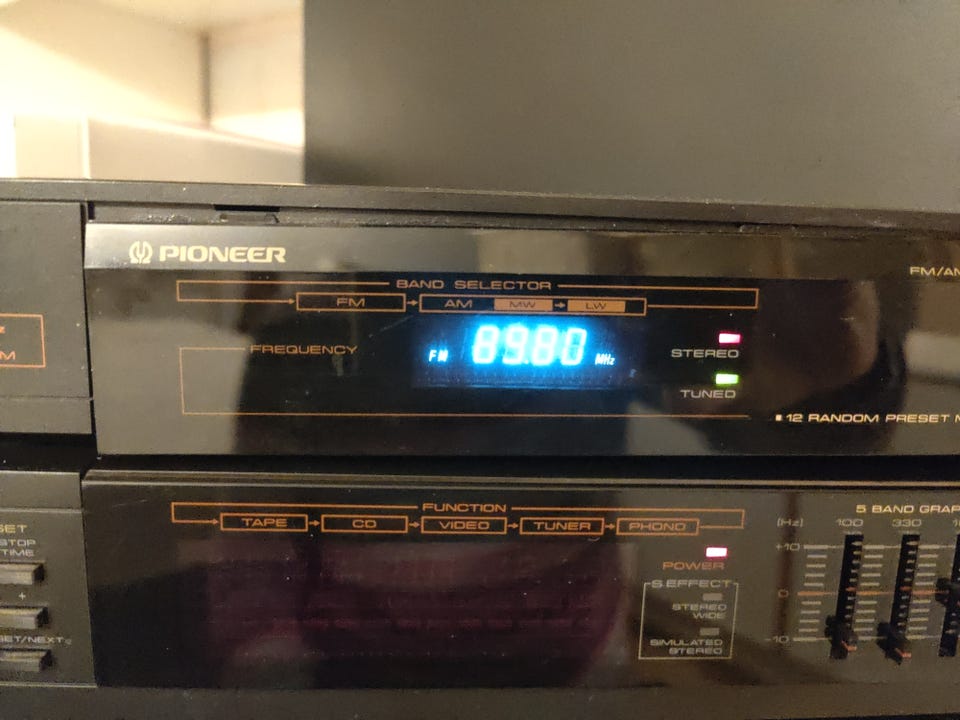 PIONEER
FM/AM
BAND SELECTOR
FM AM MW LW
FREQUENCY
FM 89.80 MHz
STEREO
TUNED
12 RANDOM PRESET
M
FUNCTION
TAPE CD VIDEO TUNER PHONO
POWER
S.EFFECT
STEREO
WIDE
SIMULATED
STEREO
5 BAND GRAP
(Hz) 100 330
+10
0
-10
SET
STOP
TIME
+
SET/NEXT